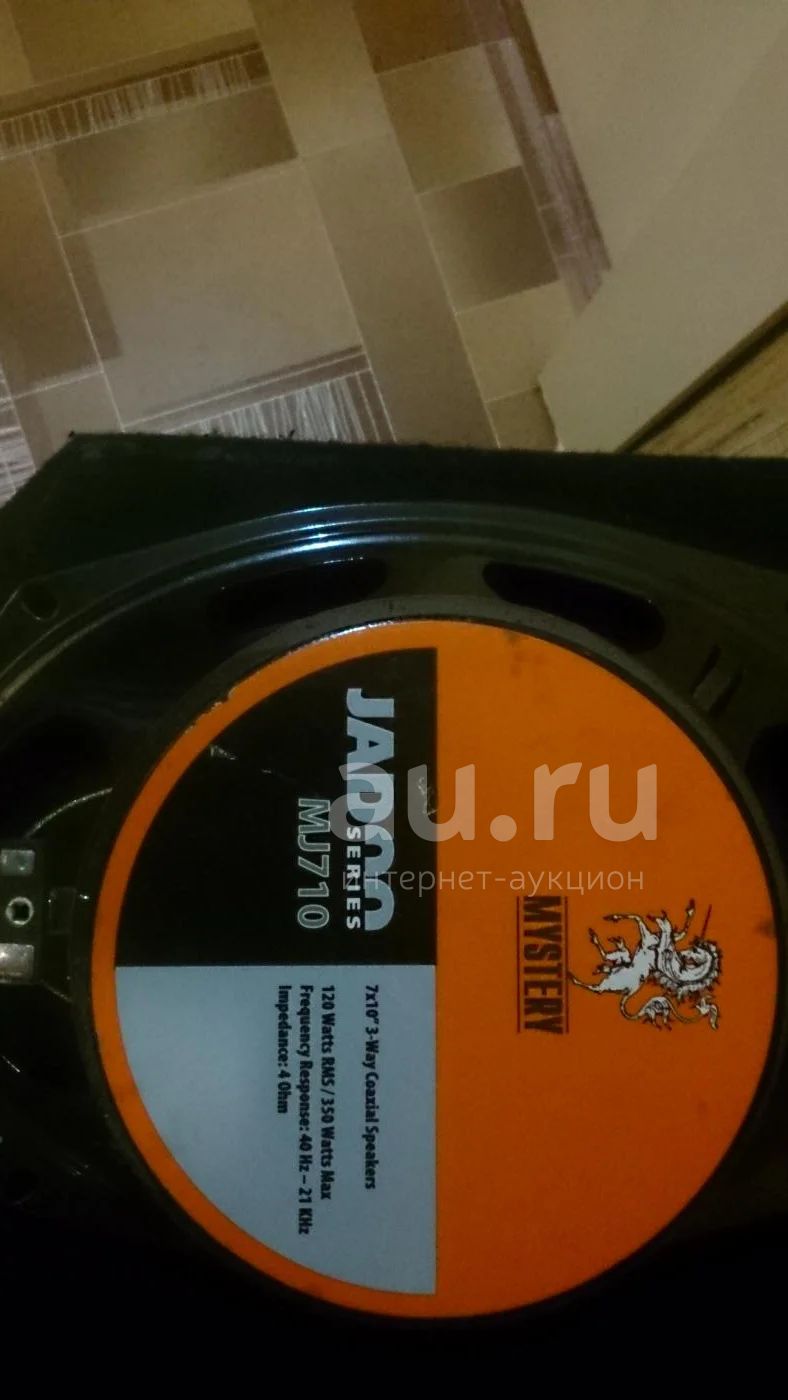 MYSTERY
SERIES
MJ710
7x10" 3-Way Coaxial Speakers
120 Watts RMS / 350 Watts Max
Frequency Response: 40 Hz – 21 KHz
Impedance: 4 Ohm
au.ru
интернет-аукцион